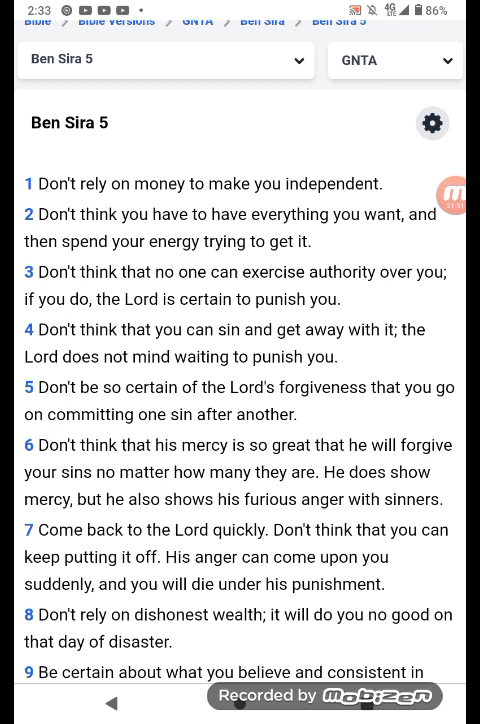 2:33 4G LTE 86%
Bible Bible Versions GNTA Ben Sira Ben Sira 5
Ben Sira 5 GNTA
Ben Sira 5
1 Don't rely on money to make you independent.
2 Don't think you have to have everything you want, and
then spend your energy trying to get it.
21:51
3 Don't think that no one can exercise authority over you;
if you do, the Lord is certain to punish you.
4 Don't think that you can sin and get away with it; the
Lord does not mind waiting to punish you.
5 Don't be so certain of the Lord's forgiveness that you go
on committing one sin after another.
6 Don't think that his mercy is so great that he will forgive
your sins no matter how many they are. He does show
mercy, but he also shows his furious anger with sinners.
7 Come back to the Lord quickly. Don't think that you can
keep putting it off. His anger can come upon you
suddenly, and you will die under his punishment.
8 Don't rely on dishonest wealth; it will do you no good on
that day of disaster.
9 Be certain about what you believe and consistent in
Recorded by mobizen